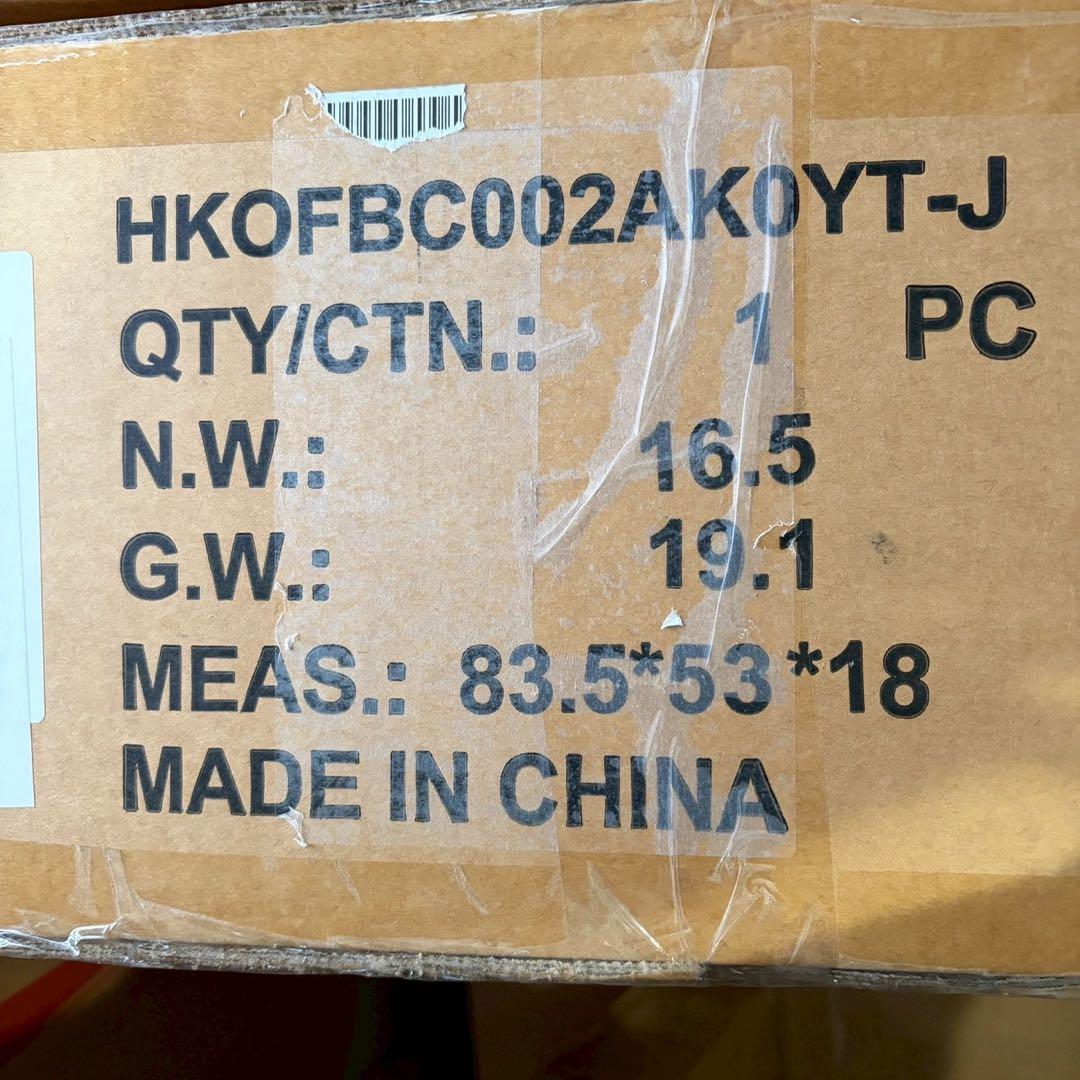 HKOFBC002AK0YT-J
QTY/CTN.: 1 PC
N.W.: 16.5
G.W.: 19.1
MEAS.: 83.5*53*18
MADE IN CHINA